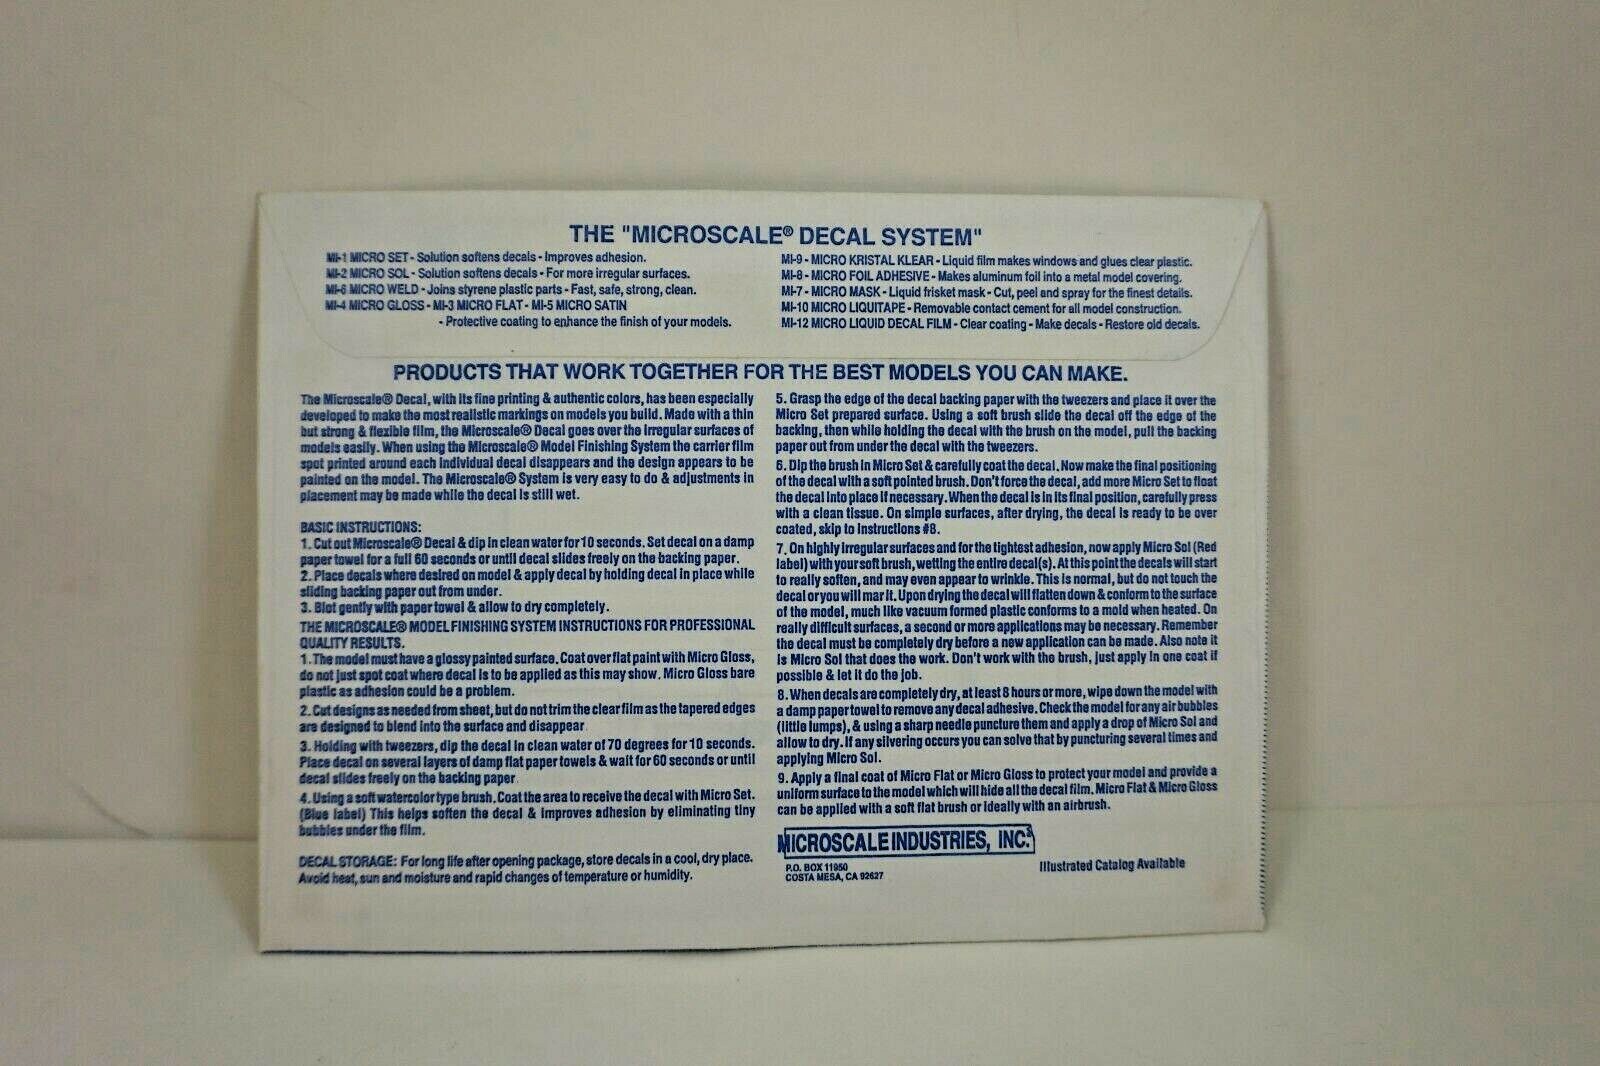 THE "MICROSCALE® DECAL SYSTEM"
MI-1 MICRO SET - Solution softens decals - Improves adhesion.
MI-2 MICRO SOL - Solution softens decals - For more irregular surfaces.
MI-6 MICRO WELD - Joins styrene plastic parts - Fast, safe, strong, clean.
MI-4 MICRO GLOSS - MI-3 MICRO FLAT - MI-5 MICRO SATIN
- Protective coating to enhance the finish of your models.
MI-9 - MICRO KRISTAL KLEAR - Liquid film makes windows and glues clear plastic.
MI-8 - MICRO FOIL ADHESIVE - Makes aluminum foil into a metal model covering.
MI-7 - MICRO MASK - Liquid frisket mask - Cut, peel and spray for the finest details.
MI-10 MICRO LIQUITAPE - Removable contact cement for all model construction.
MI-12 MICRO LIQUID DECAL FILM - Clear coating - Make decals - Restore old decals.
PRODUCTS THAT WORK TOGETHER FOR THE BEST MODELS YOU CAN MAKE.
The Microscale® Decal, with its fine printing & authentic colors, has been especially
developed to make the most realistic markings on models you build. Made with a thin
but strong & flexible film, the Microscale® Decal goes over the irregular surfaces of
models easily. When using the Microscale® Model Finishing System the carrier film
spot printed around each individual decal disappears and the design appears to be
painted on the model. The Microscale® System is very easy to do & adjustments in
placement may be made while the decal is still wet.
BASIC INSTRUCTIONS:
1. Cut out Microscale® Decal & dip in clean water for 10 seconds. Set decal on a damp
paper towel for a full 60 seconds or until decal slides freely on the backing paper.
2. Place decals where desired on model & apply decal by holding decal in place while
sliding backing paper out from under.
3. Blot gently with paper towel & allow to dry completely.
THE MICROSCALE® MODEL FINISHING SYSTEM INSTRUCTIONS FOR PROFESSIONAL
QUALITY RESULTS.
1. The model must have a glossy painted surface. Coat over flat paint with Micro Gloss,
do not just spot coat where decal is to be applied as this may show. Micro Gloss bare
plastic as adhesion could be a problem.
2. Cut designs as needed from sheet, but do not trim the clear film as the tapered edges
are designed to blend into the surface and disappear
3. Holding with tweezers, dip the decal in clean water of 70 degrees for 10 seconds.
Place decal on several layers of damp flat paper towels & wait for 60 seconds or until
decal slides freely on the backing paper
4. Using a soft watercolor type brush. Coat the area to receive the decal with Micro Set.
(Blue label) This helps soften the decal & improves adhesion by eliminating tiny
bubbles under the film.
DECAL STORAGE: For long life after opening package, store decals in a cool, dry place.
Avoid heat, sun and moisture and rapid changes of temperature or humidity.
5. Grasp the edge of the decal backing paper with the tweezers and place it over the
Micro Set prepared surface. Using a soft brush slide the decal off the edge of the
backing, then while holding the decal with the brush on the model, pull the backing
paper out from under the decal with the tweezers.
6. Dip the brush in Micro Set & carefully coat the decal. Now make the final positioning
of the decal with a soft pointed brush. Don't force the decal, add more Micro Set to float
the decal into place if necessary. When the decal is in its final position, carefully press
with a clean tissue. On simple surfaces, after drying, the decal is ready to be over
coated, skip to instructions #8.
7. On highly irregular surfaces and for the tightest adhesion, now apply Micro Sol (Red
label) with your soft brush, wetting the entire decal(s). At this point the decals will start
to really soften, and may even appear to wrinkle. This is normal, but do not touch the
decal or you will mar it. Upon drying the decal will flatten down & conform to the surface
of the model, much like vacuum formed plastic conforms to a mold when heated. On
really difficult surfaces, a second or more applications may be necessary. Remember
the decal must be completely dry before a new application can be made. Also note it
is Micro Sol that does the work. Don't work with the brush, just apply in one coat if
possible & let it do the job.
8. When decals are completely dry, at least 8 hours or more, wipe down the model with
a damp paper towel to remove any decal adhesive. Check the model for any air bubbles
(little lumps), & using a sharp needle puncture them and apply a drop of Micro Sol and
allow to dry. If any silvering occurs you can solve that by puncturing several times and
applying Micro Sol.
9. Apply a final coat of Micro Flat or Micro Gloss to protect your model and provide a
uniform surface to the model which will hide all the decal film. Micro Flat & Micro Gloss
can be applied with a soft flat brush or ideally with an airbrush.
MICROSCALE INDUSTRIES, INC.
P.O. BOX 11950
COSTA MESA, CA 92627
Illustrated Catalog Available